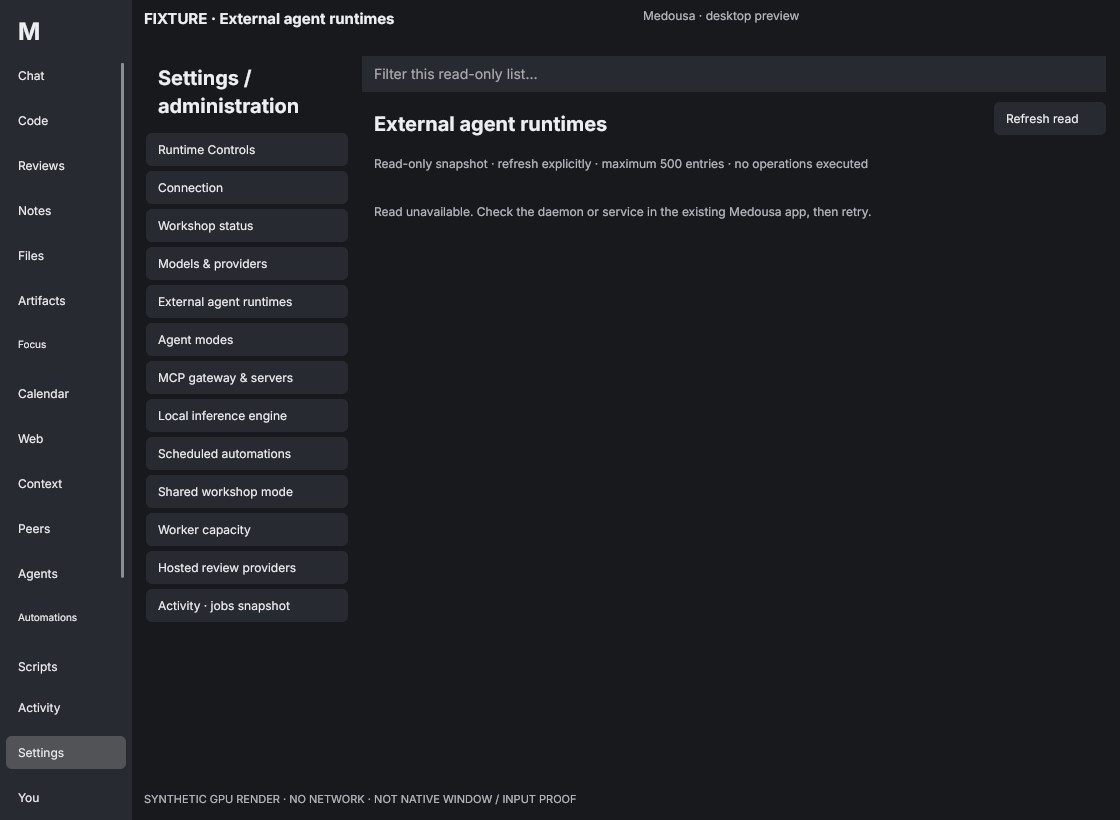 M
Chat
Code
Reviews
Notes
Files
Artifacts
Focus
Calendar
Web
Context
Peers
Agents
Automations
Scripts
Activity
Settings
You
FIXTURE · External agent runtimes
Medousa · desktop preview
Settings /
administration
Runtime Controls
Connection
Workshop status
Models & providers
External agent runtimes
Agent modes
MCP gateway & servers
Local inference engine
Scheduled automations
Shared workshop mode
Worker capacity
Hosted review providers
Activity · jobs snapshot
Filter this read-only list...
External agent runtimes
Refresh read
Read-only snapshot · refresh explicitly · maximum 500 entries · no operations executed
Read unavailable. Check the daemon or service in the existing Medousa app, then retry.
SYNTHETIC GPU RENDER · NO NETWORK · NOT NATIVE WINDOW / INPUT PROOF